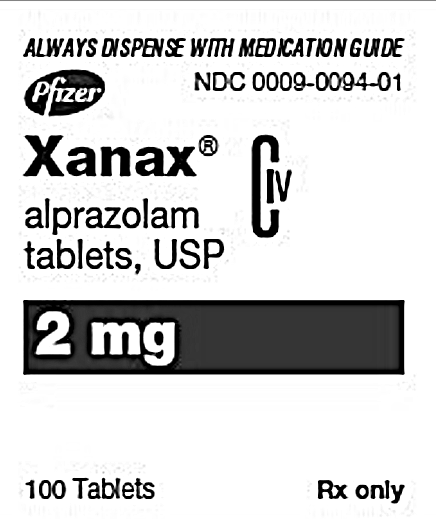 ALWAYS DISPENSE WITH MEDICATION GUIDE
Pfizer NDC 0009-0094-01
Xanax® CIV
alprazolam
tablets, USP
2 mg
100 Tablets Rx only